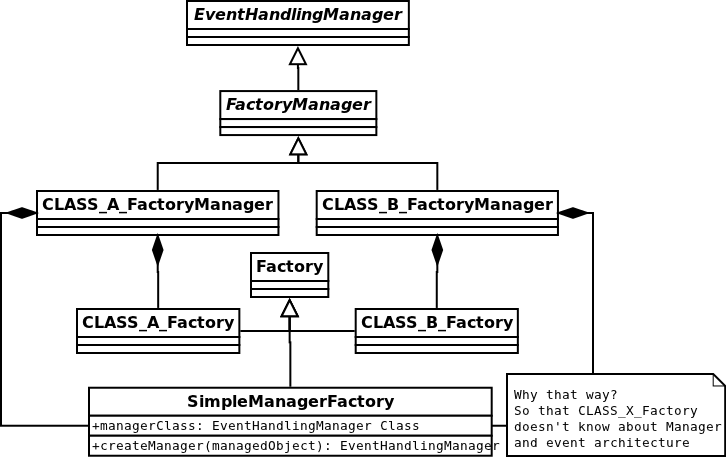 EventHandlingManager
FactoryManager
CLASS_A_FactoryManager
CLASS_B_FactoryManager
Factory
CLASS_A_Factory
CLASS_B_Factory
SimpleManagerFactory
+managerClass: EventHandlingManager Class
+createManager(managedObject): EventHandlingManager
Why that way?
So that CLASS_X_Factory
doesn't know about Manager
and event architecture